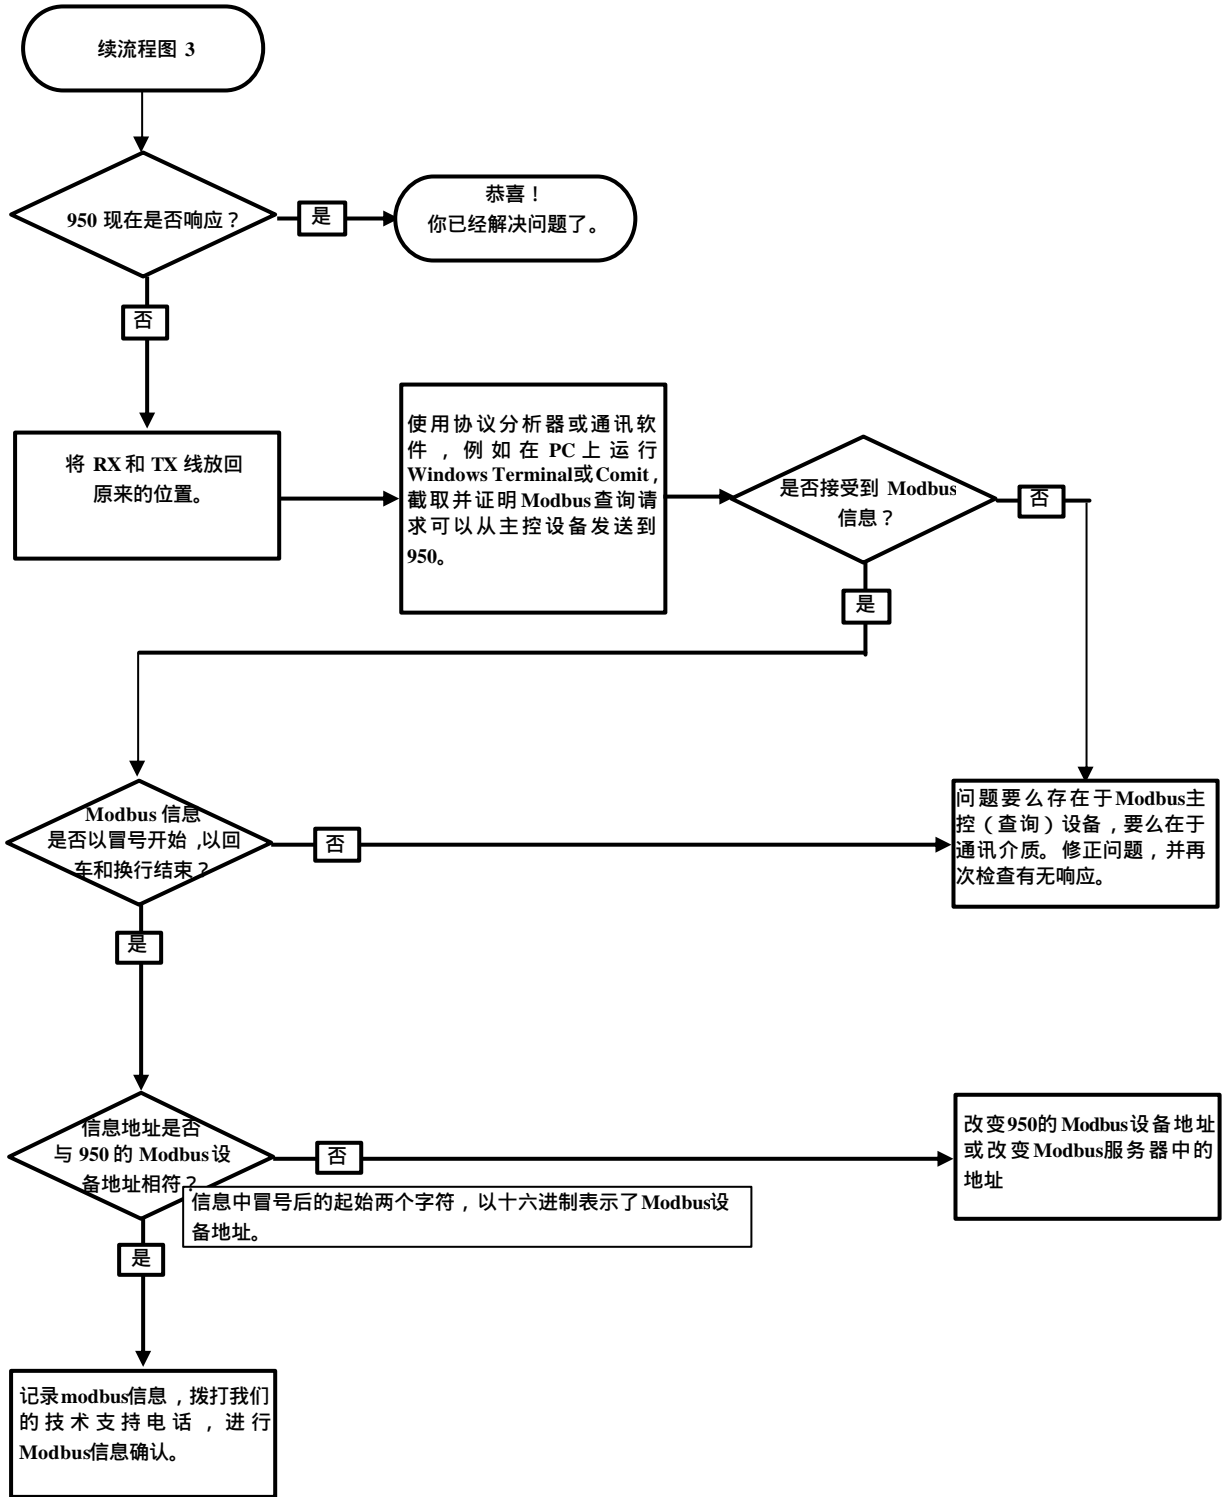 续流程图 3
950 现在是否响应？
是
恭喜！
你已经解决问题了。
否
将 RX 和 TX 线放回
原来的位置。
使用协议分析器或通讯软
件，例如在 PC 上运行
Windows Terminal或Comit，
截取并证明Modbus查询请
求可以从主控设备发送到
950。
是否接受到 Modbus
信息？
否
是
Modbus 信息
是否以冒号开始,以回
车和换行结束？
否
问题要么存在于Modbus主
控（查询）设备，要么在于
通讯介质。修正问题，并再
次检查有无响应。
是
信息地址是否
与 950 的 Modbus 设
备地址相符？
否
改变950的Modbus设备地址
或改变Modbus服务器中的
地址
信息中冒号后的起始两个字符，以十六进制表示了Modbus设
备地址。
是
记录modbus信息，拨打我们
的技术支持电话，进行
Modbus信息确认。